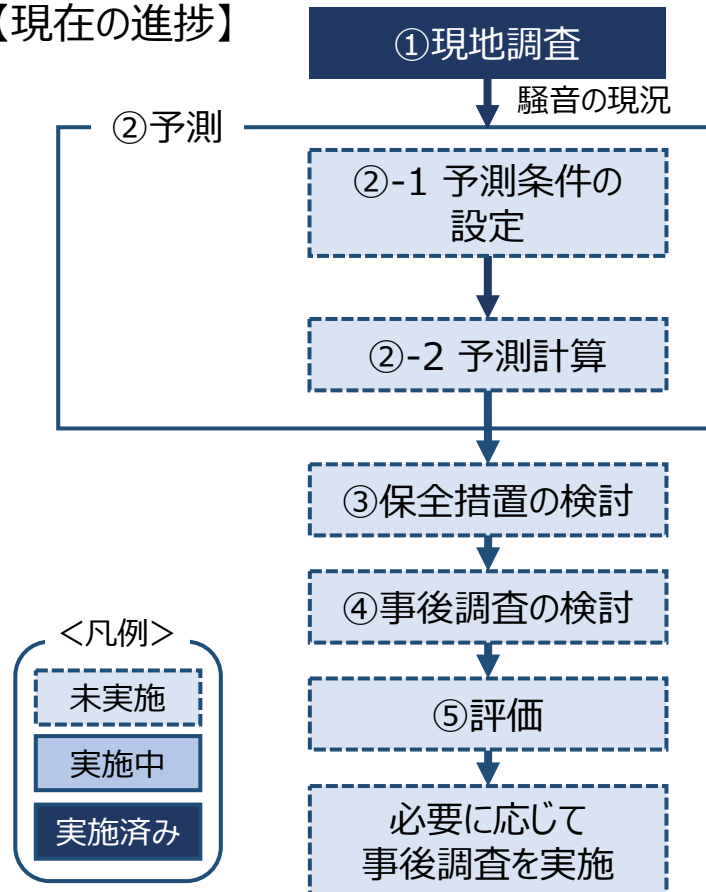 【現在の進捗】
①現地調査
騒音の現況
②予測
②-1 予測条件の
設定
②-2 予測計算
③保全措置の検討
④事後調査の検討
⑤評価
必要に応じて
事後調査を実施
＜凡例＞
未実施
実施中
実施済み